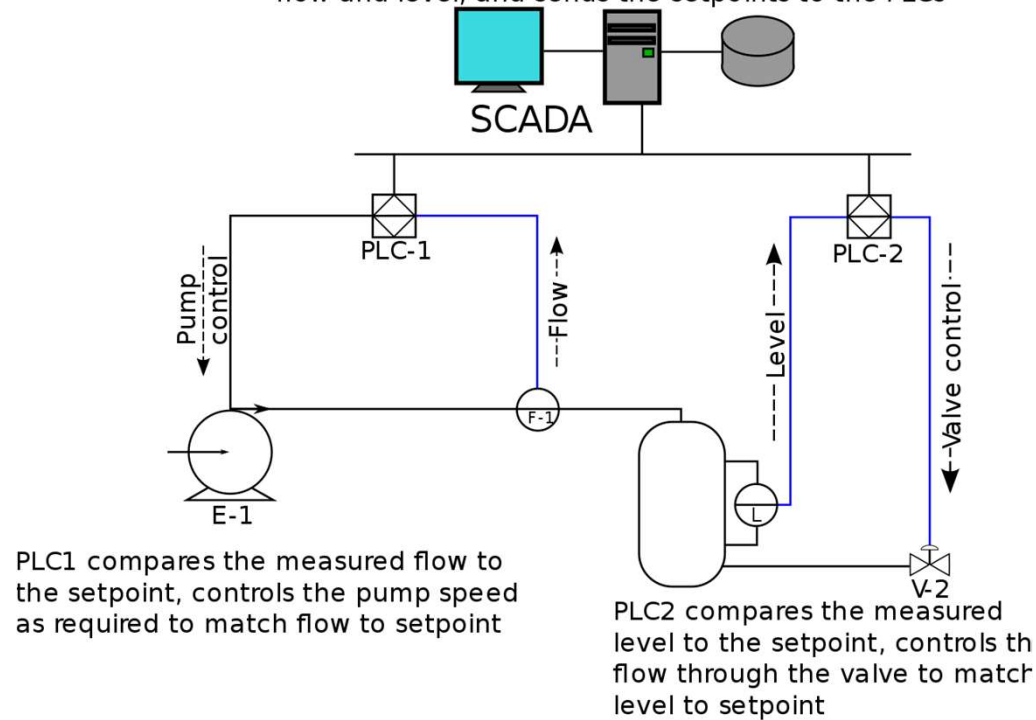 flow and level, and sends the setpoints to the PLCs
SCADA
PLC-1
PLC-2
Pump
control
Flow
Level
Valve control
F-1
L
E-1
V-2
PLC1 compares the measured flow to
the setpoint, controls the pump speed
as required to match flow to setpoint
PLC2 compares the measured
level to the setpoint, controls th
flow through the valve to match
level to setpoint